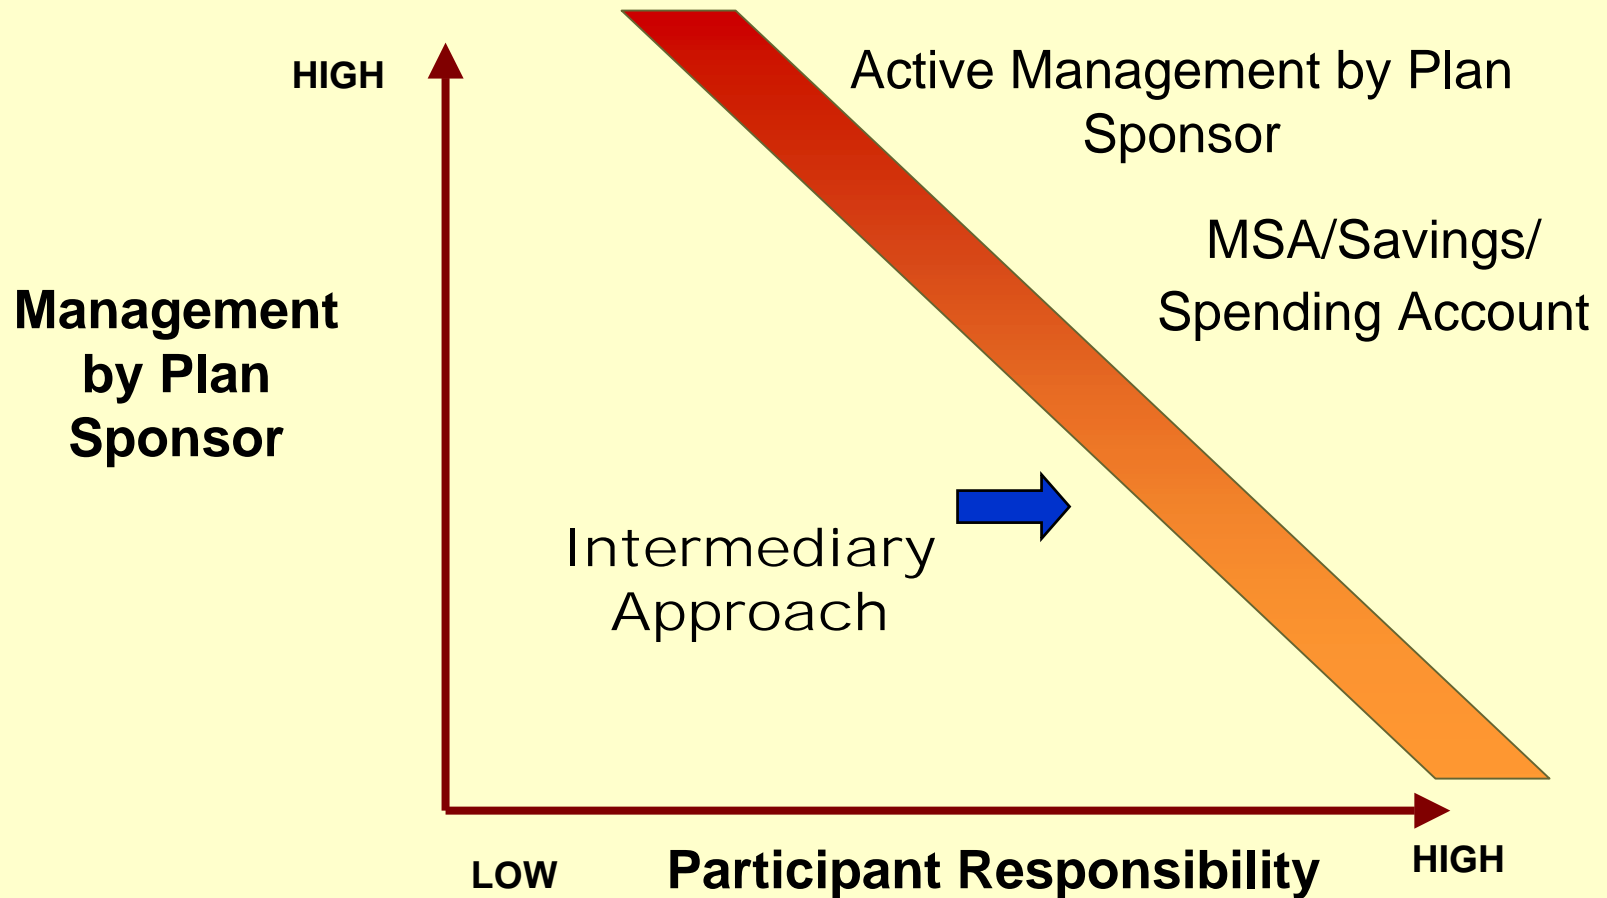 HIGH
Active Management by Plan
Sponsor
MSA/Savings/
Spending Account
Management
by Plan
Sponsor
Intermediary
Approach
LOW
Participant Responsibility
HIGH